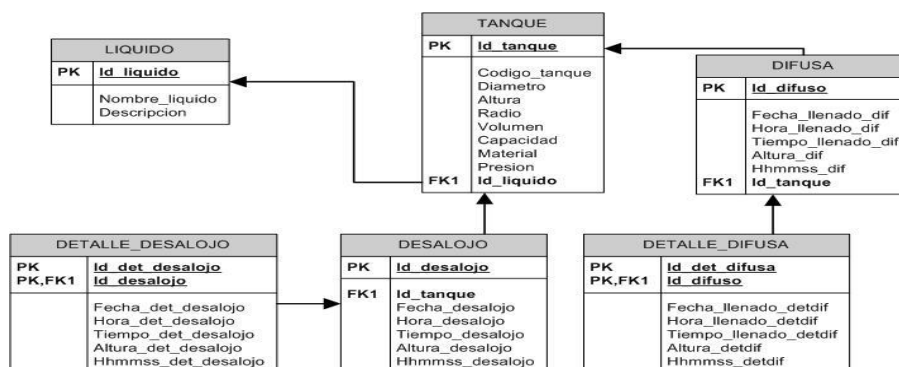 TANQUE
PK Id_tanque
Codigo_tanque
Diametro
Altura
Radio
Volumen
Capacidad
Material
Presion
FK1 Id_liquido
LIQUIDO
PK Id_liquido
Nombre_liquido
Descripcion
DIFUSA
PK Id_difuso
Fecha_llenado_dif
Hora_llenado_dif
Tiempo_llenado_dif
Altura_dif
Hhmmss_dif
FK1 Id_tanque
DETALLE_DESALOJO
PK Id_det_desalojo
PK,FK1 Id_desalojo
Fecha_det_desalojo
Hora_det_desalojo
Tiempo_det_desalojo
Altura_det_desalojo
Hhmmss_det_desalojo
DESALOJO
PK Id_desalojo
FK1 Id_tanque
Fecha_desalojo
Hora_desalojo
Tiempo_desalojo
Altura_desalojo
Hhmmss_desalojo
DETALLE_DIFUSA
PK Id_det_difusa
PK,FK1 Id_difuso
Fecha_llenado_detdif
Hora_llenado_detdif
Tiempo_llenado_detdif
Altura_detdif
Hhmmss_detdif